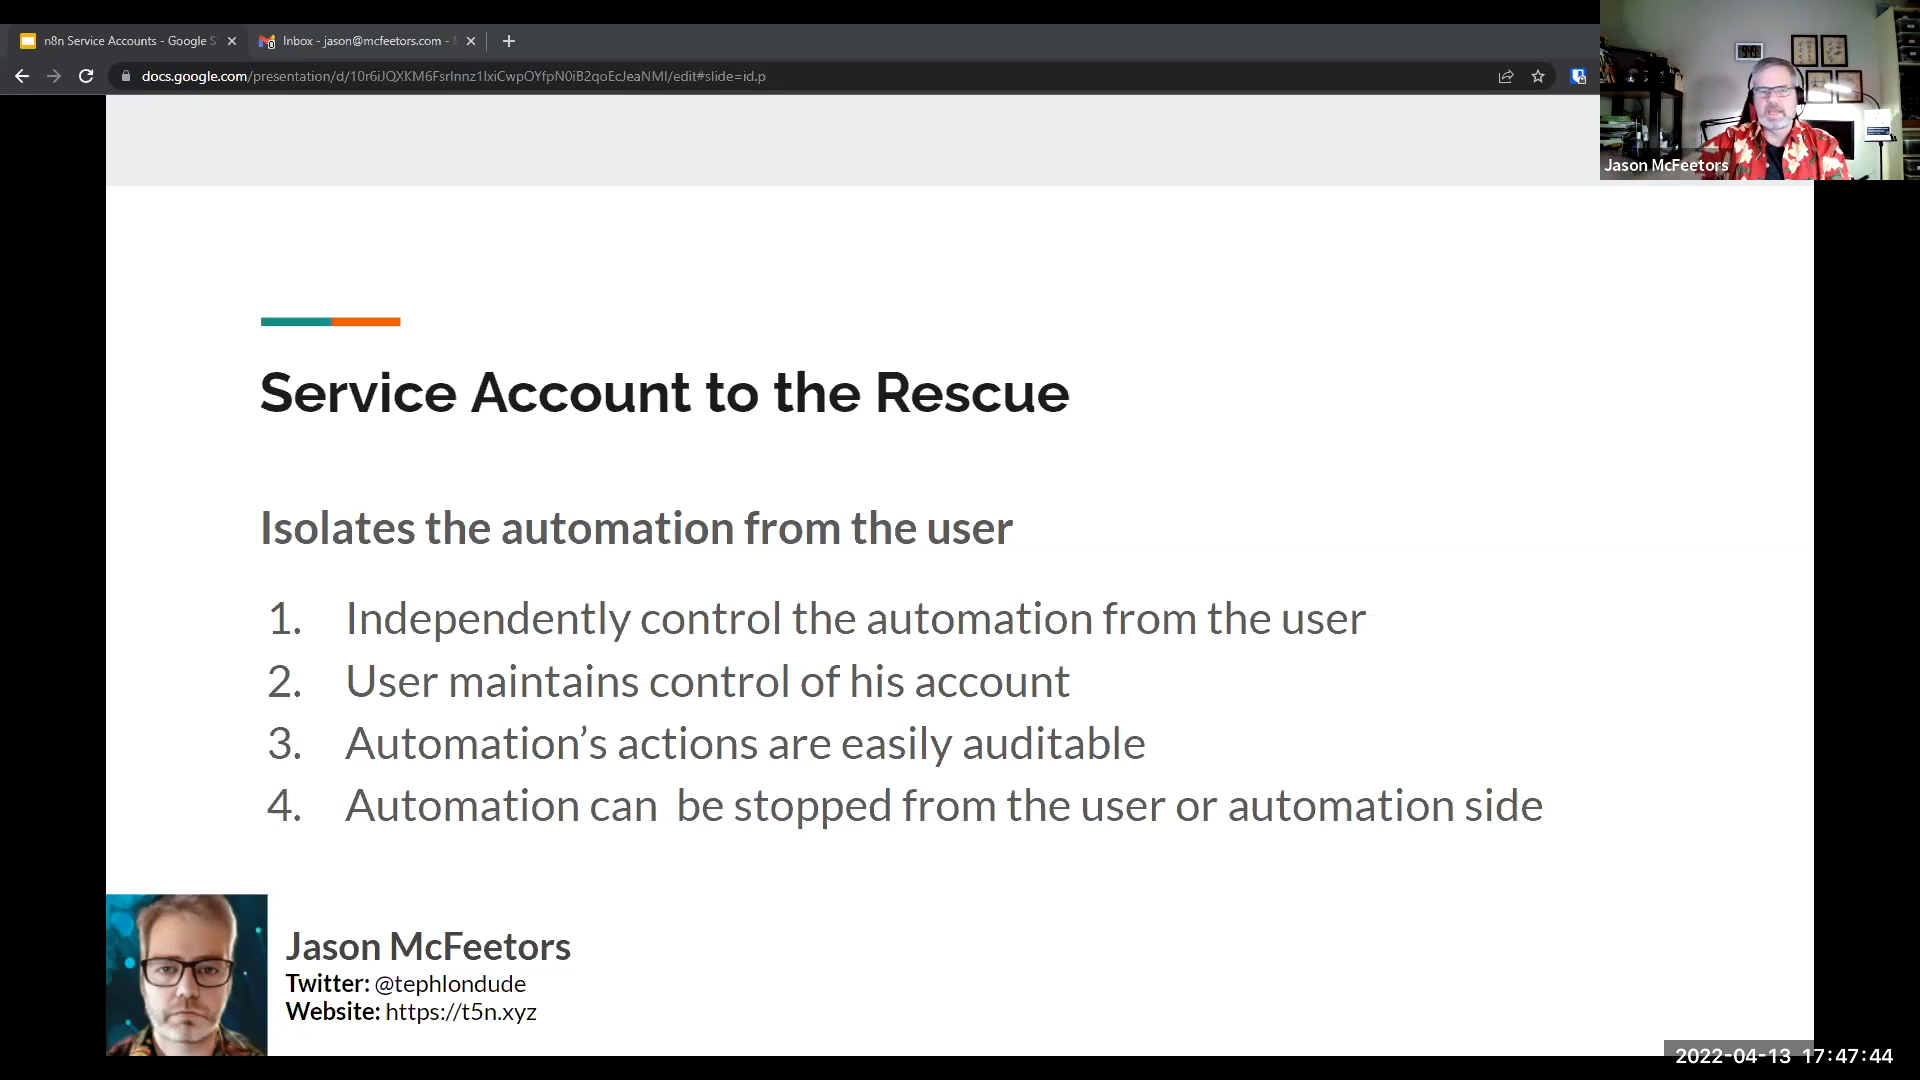 n8n Service Accounts - Google S
Inbox - jason@mcfeetors.com -
docs.google.com/presentation/d/10r6iJQXKM6FsrInnz1lxiCwpOYfpN0iB2qoEcJeaNMI/edit#slide=id.p
Jason McFeetors
Service Account to the Rescue
Isolates the automation from the user
1. Independently control the automation from the user
2. User maintains control of his account
3. Automation’s actions are easily auditable
4. Automation can be stopped from the user or automation side
Jason McFeetors
Twitter: @tephlondude
Website: https://t5n.xyz
2022-04-13 17:47:44